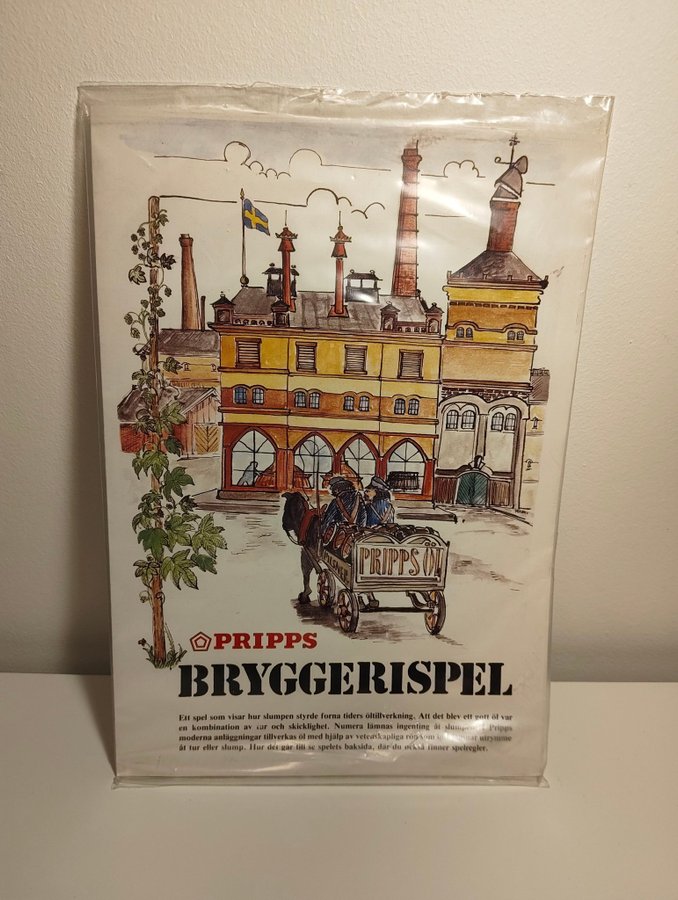 PRIPPS ÖL
PRIPPS
BRYGGERISPEL
Ett spel som visar hur slumpen styrde forna tiders öltillverkning. Att det blev ett gott öl var
en kombination av tur och skicklighet. Numera lämnas ingenting åt slumpen. I Pripps
moderna anläggningar tillverkas öl med hjälp av vetenskapliga rön som utrymme
åt tur eller slump. Hur det går till se spelets baksida, där du också finner spelregler.